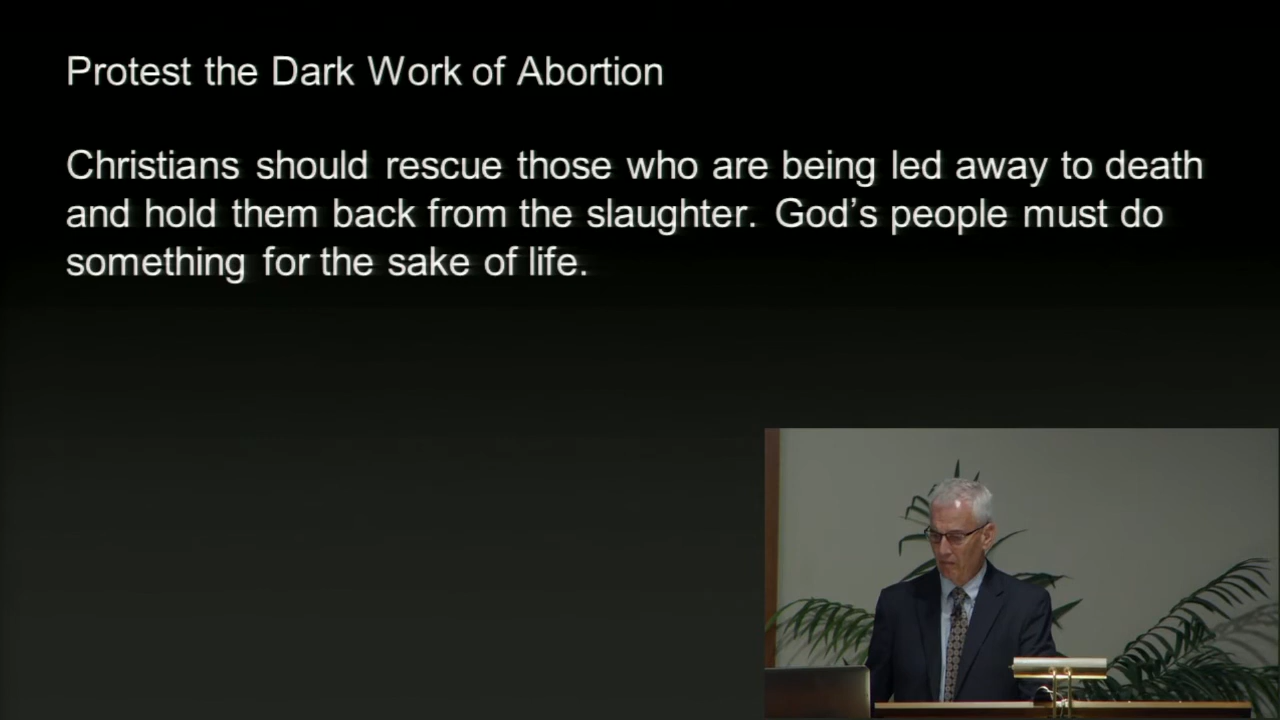 Protest the Dark Work of Abortion
Christians should rescue those who are being led away to death
and hold them back from the slaughter. God’s people must do
something for the sake of life.